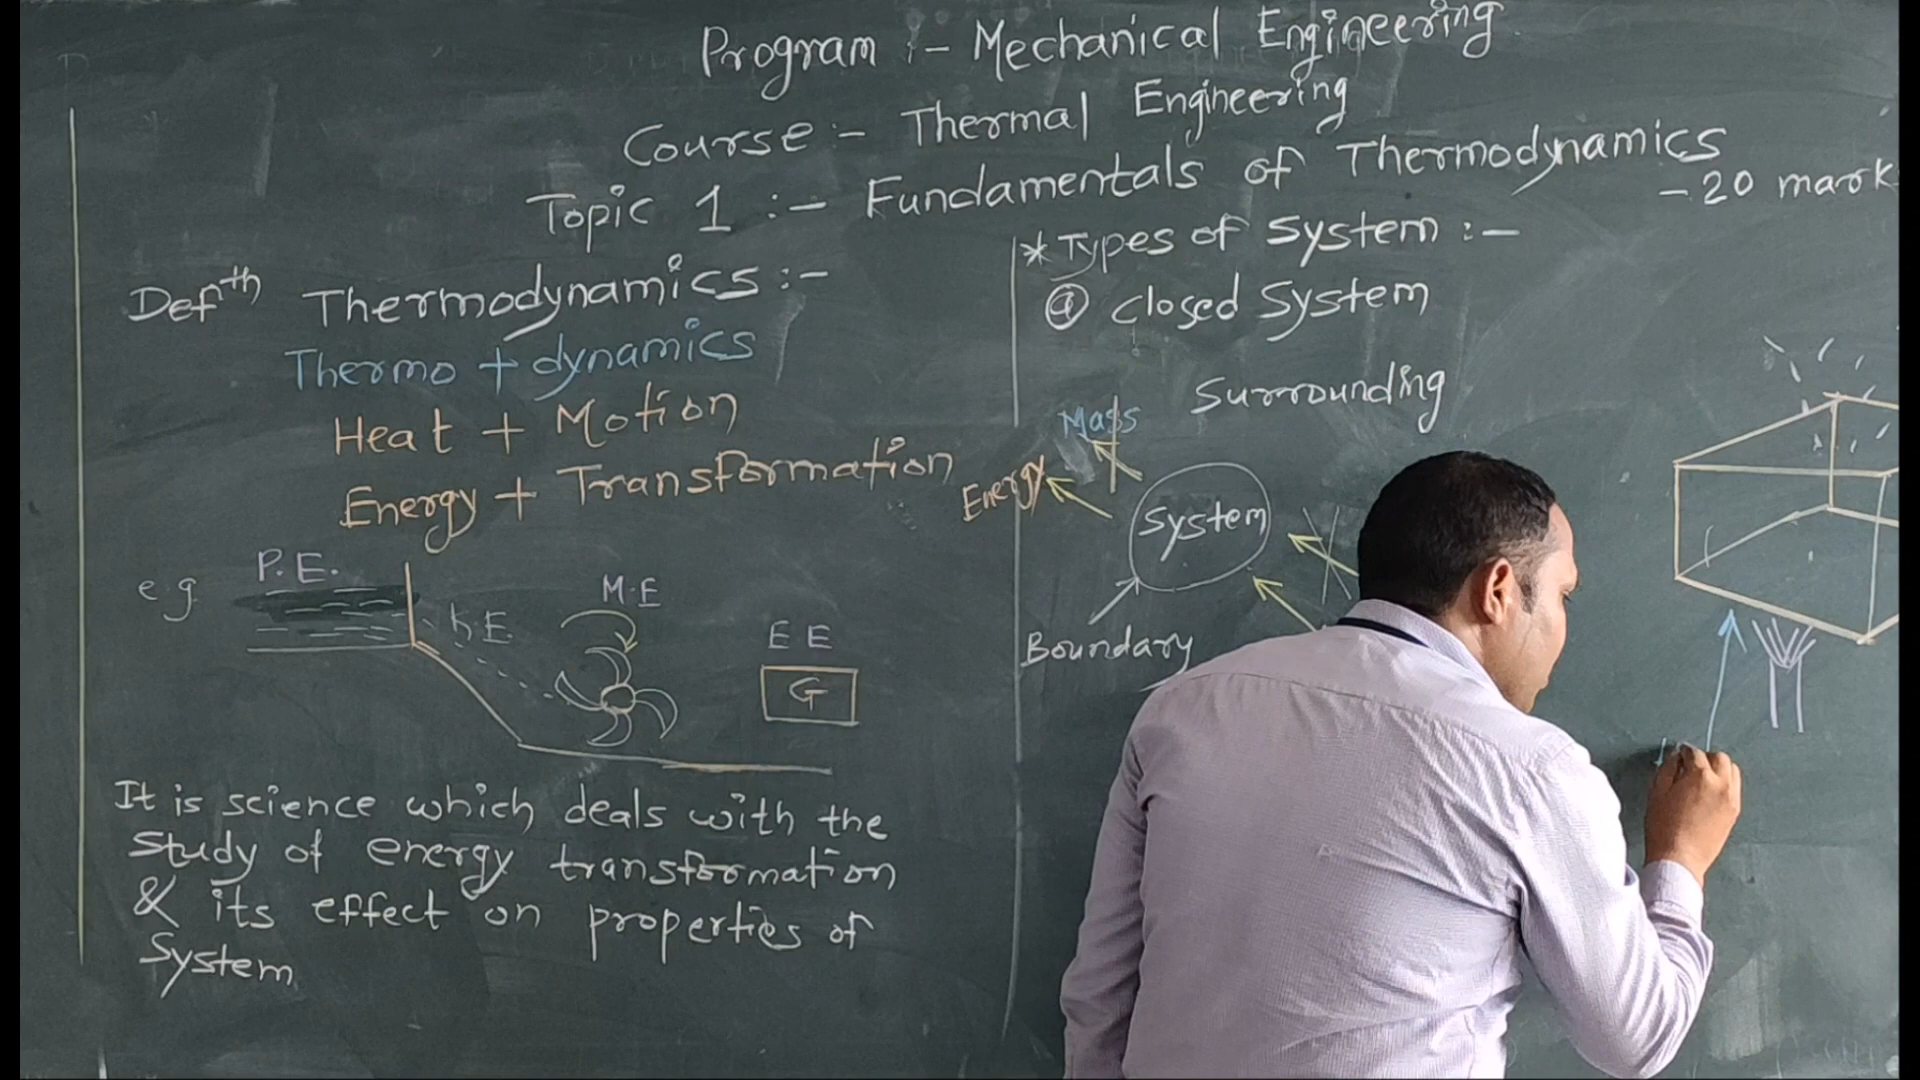 Program :- Mechanical Engineering
Course :- Thermal Engineering
Topic 1 :- Fundamentals of Thermodynamics
- 20 mark
Defnth Thermodynamics :-
Thermo + dynamics
Heat + Motion
Energy + Transformation
e.g.
P.E.
K.E.
M.E
E E
G
It is science which deals with the
study of energy transformation
& its effect on properties of
System
* Types of System :-
@ Closed System
Surrounding
Mass
Energy
System
Boundary